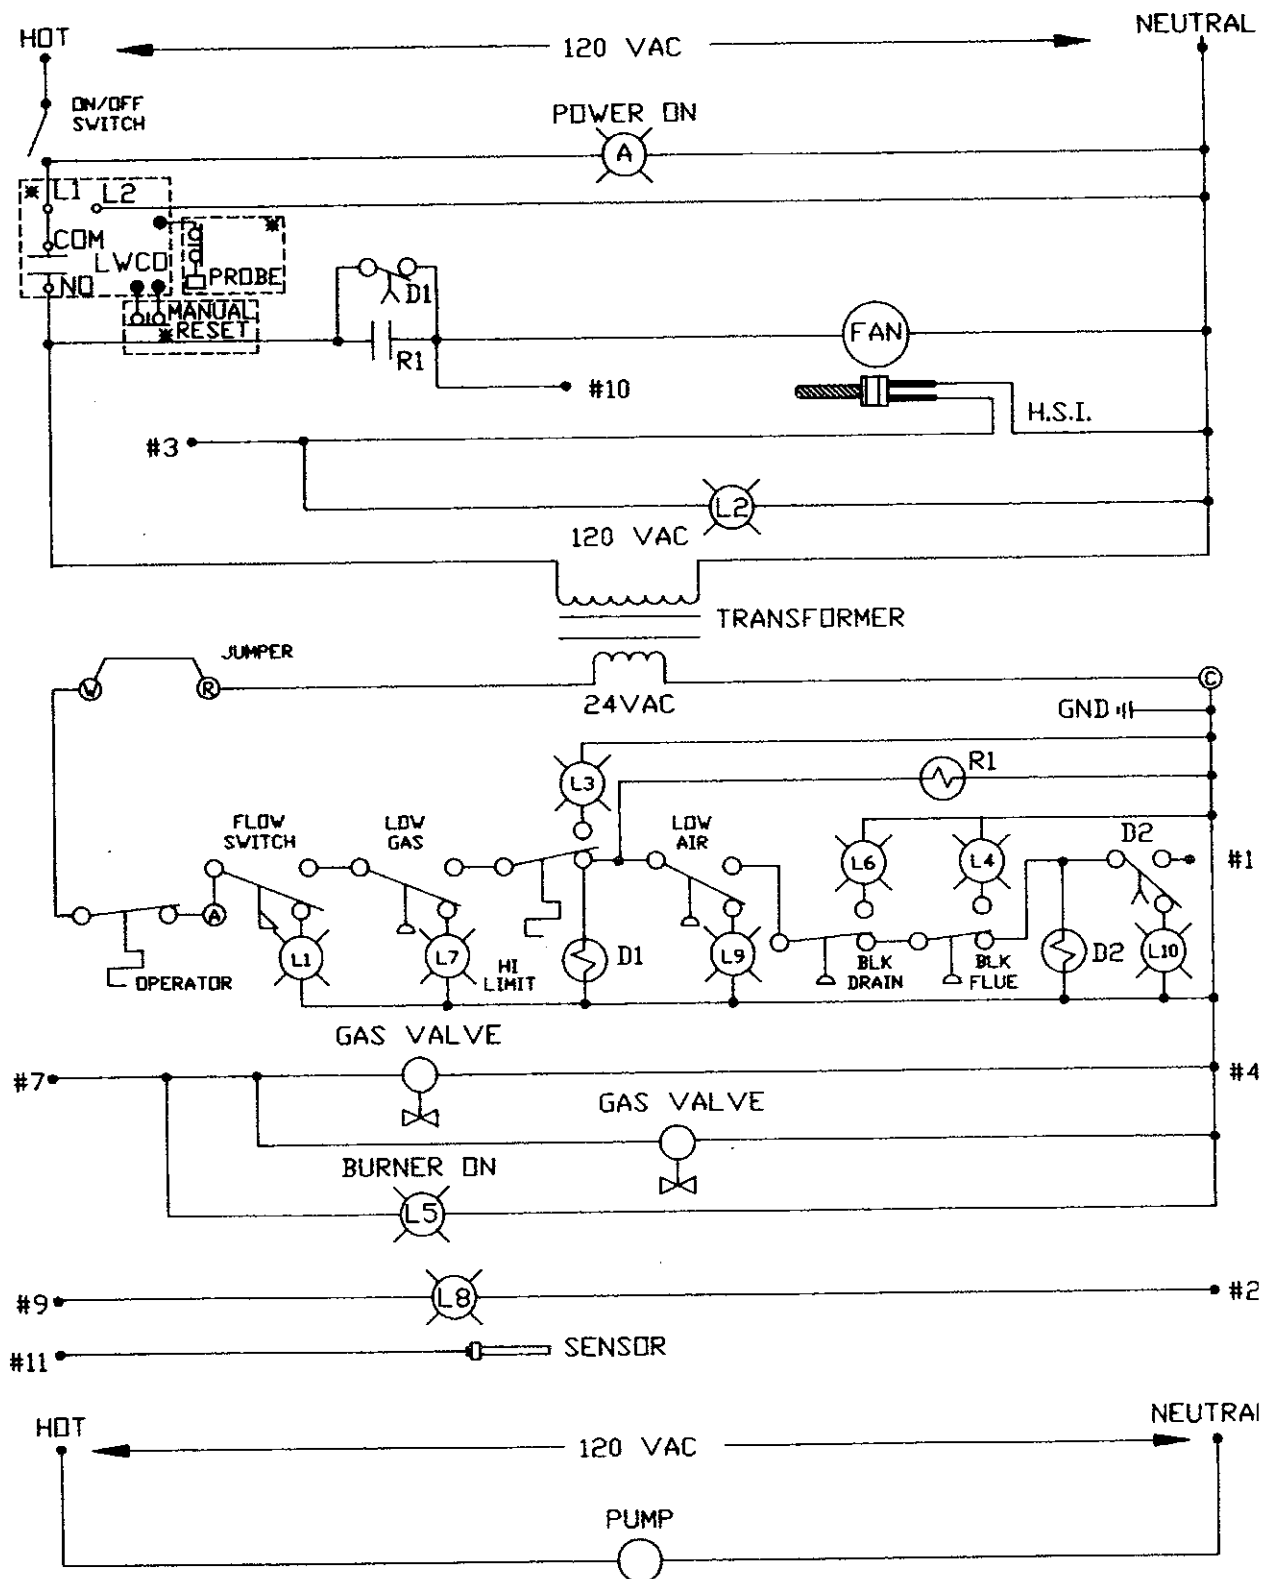 HOT
120 VAC
NEUTRAL
ON/OFF
SWITCH
POWER ON
A
* L1 L2
COM
LWCO
NO
*
PROBE
MANUAL
* RESET
D1
R1
FAN
#10
H.S.I.
#3
L2
120 VAC
TRANSFORMER
JUMPER
W
R
24VAC
C
GND
R1
L3
FLOW
SWITCH
LOW
GAS
LOW
AIR
L6
L4
D2
#1
A
OPERATOR
L1
L7
HI
LIMIT
D1
L9
BLK
DRAIN
BLK
FLUE
D2
L10
GAS VALVE
#7
#4
GAS VALVE
BURNER ON
L5
#9
L8
#2
#11
SENSOR
HOT
120 VAC
NEUTRA
PUMP